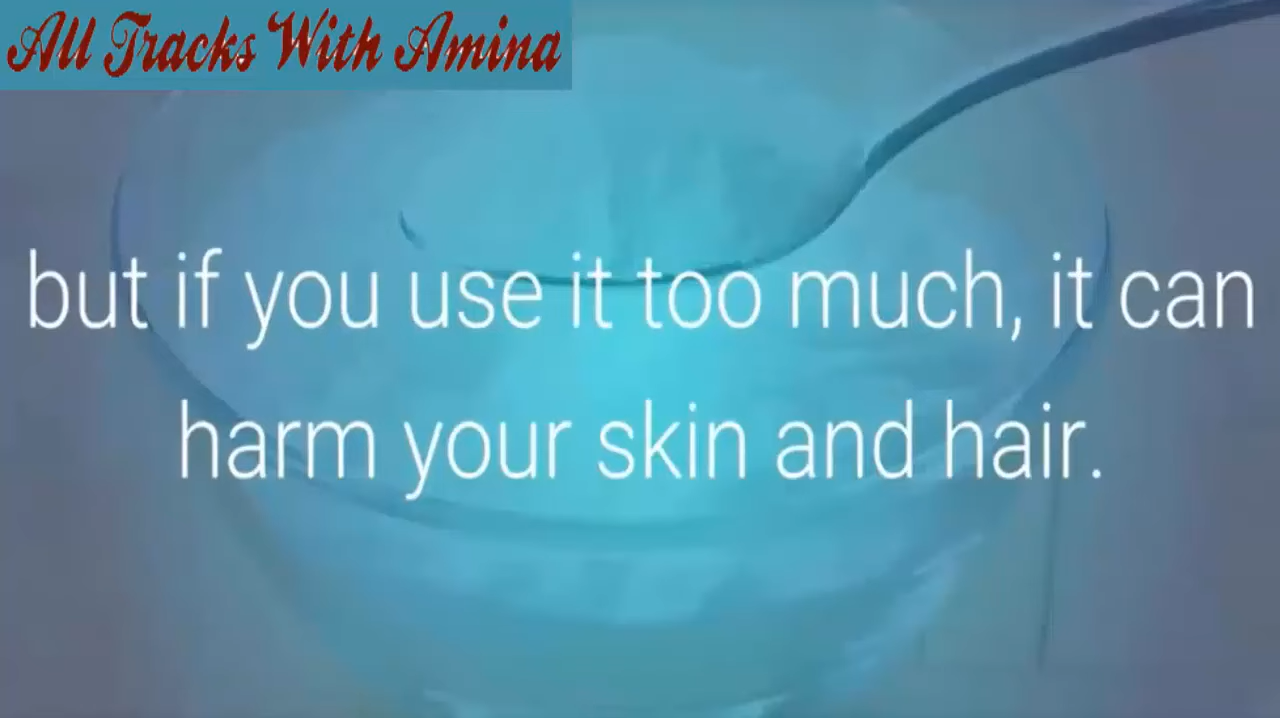 All Tracks With Amina
but if you use it too much, it can
harm your skin and hair.